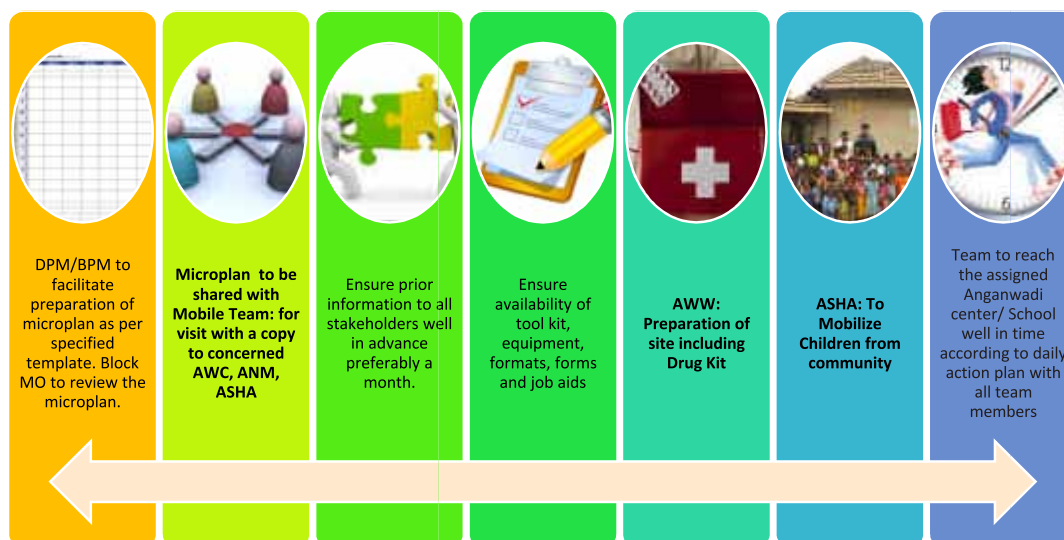 DPM/BPM to
facilitate
preparation of
microplan as per
specified
template. Block
MO to review the
microplan.
Microplan to be
shared with
Mobile Team: for
visit with a copy
to concerned
AWC, ANM,
ASHA
Ensure prior
information to all
stakeholders well
in advance
preferably a
month.
Ensure
availability of
tool kit,
equipment,
formats, forms
and job aids
AWW:
Preparation of
site including
Drug Kit
ASHA: To
Mobilize
Children from
community
12
6
Team to reach
the assigned
Anganwadi
center/ School
well in time
according to daily
action plan with
all team
members